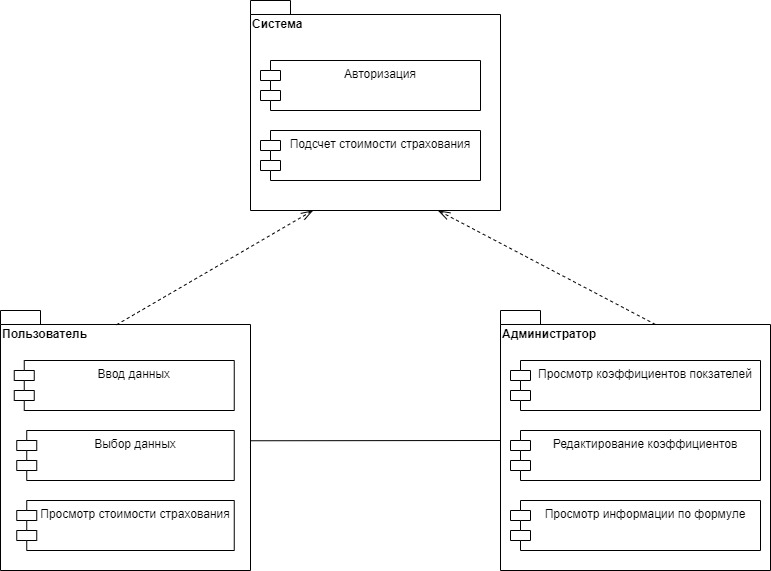 Система
Авторизация
Подсчет стоимости страхования
Пользователь
Ввод данных
Выбор данных
Просмотр стоимости страхования
Администратор
Просмотр коэффициентов покзателей
Редактирование коэффициентов
Просмотр информации по формуле